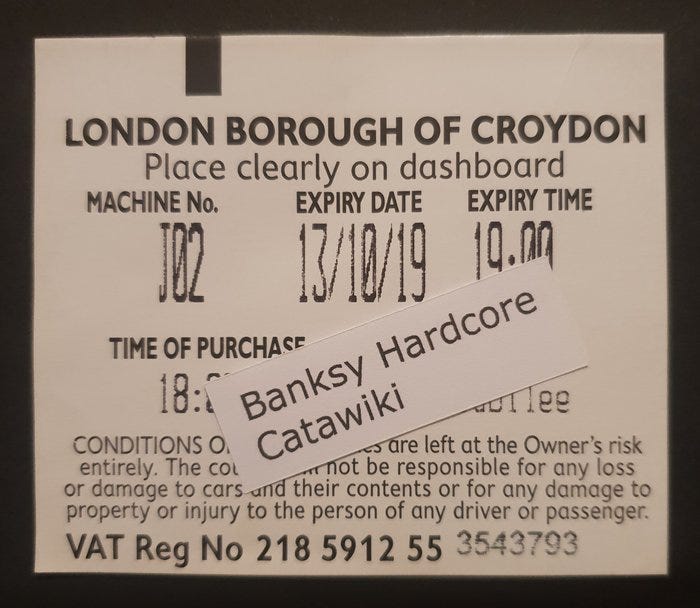 LONDON BOROUGH OF CROYDON
Place clearly on dashboard
MACHINE No. EXPIRY DATE EXPIRY TIME
J02 13/10/19 19:00
TIME OF PURCHASE
18:
Banksy Hardcore
Catawiki
CONDITIONS are left at the Owner's risk
entirely. The not be responsible for any loss
or damage to cars and their contents or for any damage to
property or injury to the person of any driver or passenger.
VAT Reg No 218 5912 55 3543793